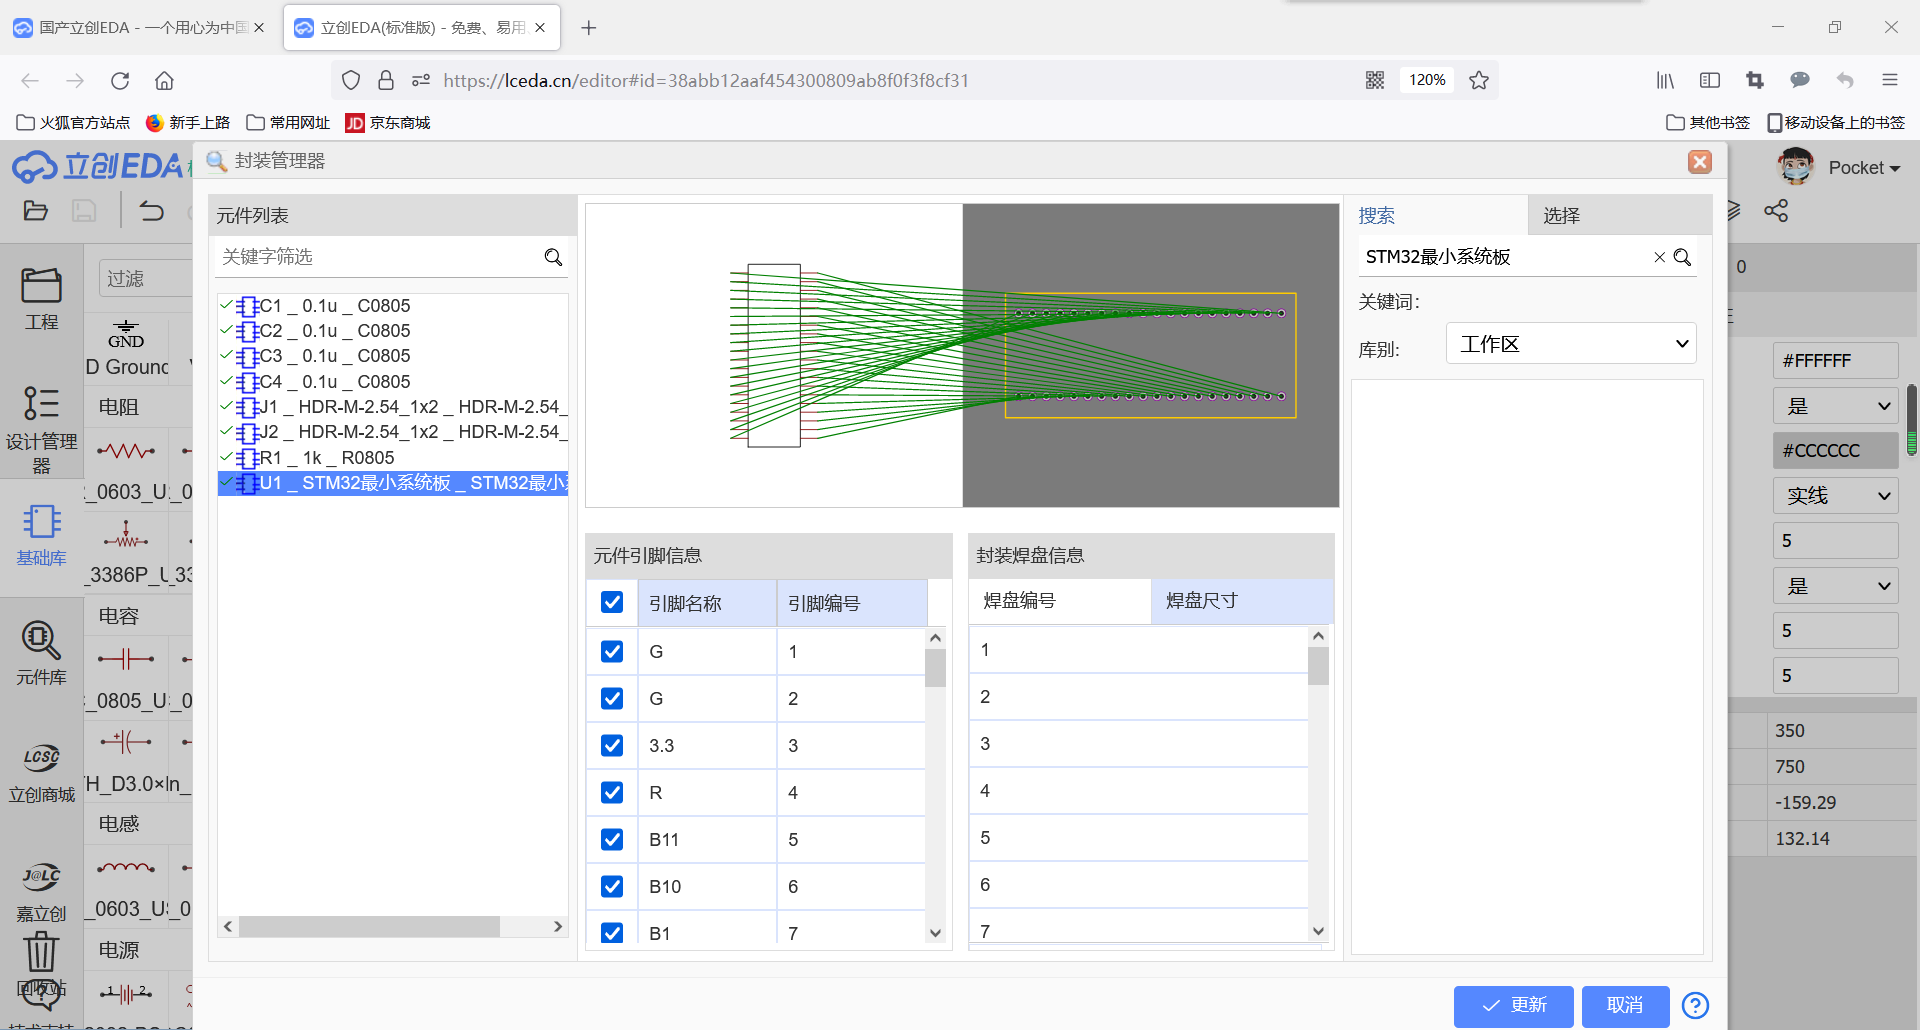 国产立创EDA - 一个用心为中国
立创EDA(标准版) - 免费、易用
https://lceda.cn/editor#id=38abb12aaf454300809ab8f0f3f8cf31
120%
火狐官方站点
新手上路
常用网址
JD 京东商城
其他书签
移动设备上的书签
立创EDA
封装管理器
Pocket
元件列表
关键字筛选
C1 _ 0.1u _ C0805
C2 _ 0.1u _ C0805
C3 _ 0.1u _ C0805
C4 _ 0.1u _ C0805
J1 _ HDR-M-2.54_1x2 _ HDR-M-2.54_
J2 _ HDR-M-2.54_1x2 _ HDR-M-2.54_
R1 _ 1k _ R0805
U1 _ STM32最小系统板 _ STM32最小
搜索
选择
STM32最小系统板
关键词:
库别:
工作区
元件引脚信息
引脚名称 引脚编号
G 1
G 2
3.3 3
R 4
B11 5
B10 6
B1 7
封装焊盘信息
焊盘编号 焊盘尺寸
1
2
3
4
5
6
7
更新
取消
工程
设计管理器
基础库
元件库
LCSC
立创商城
J@LC
嘉立创
回收站
过滤
GND
D Ground
电阻
_0603_U
_0
_3386P_U
_33
电容
_0805_U
_0
H_D3.0×
In_
电感
_0603_U
_0
电源
1 2
0
#FFFFFF
是
#CCCCCC
实线
5
是
5
5
350
750
-159.29
132.14